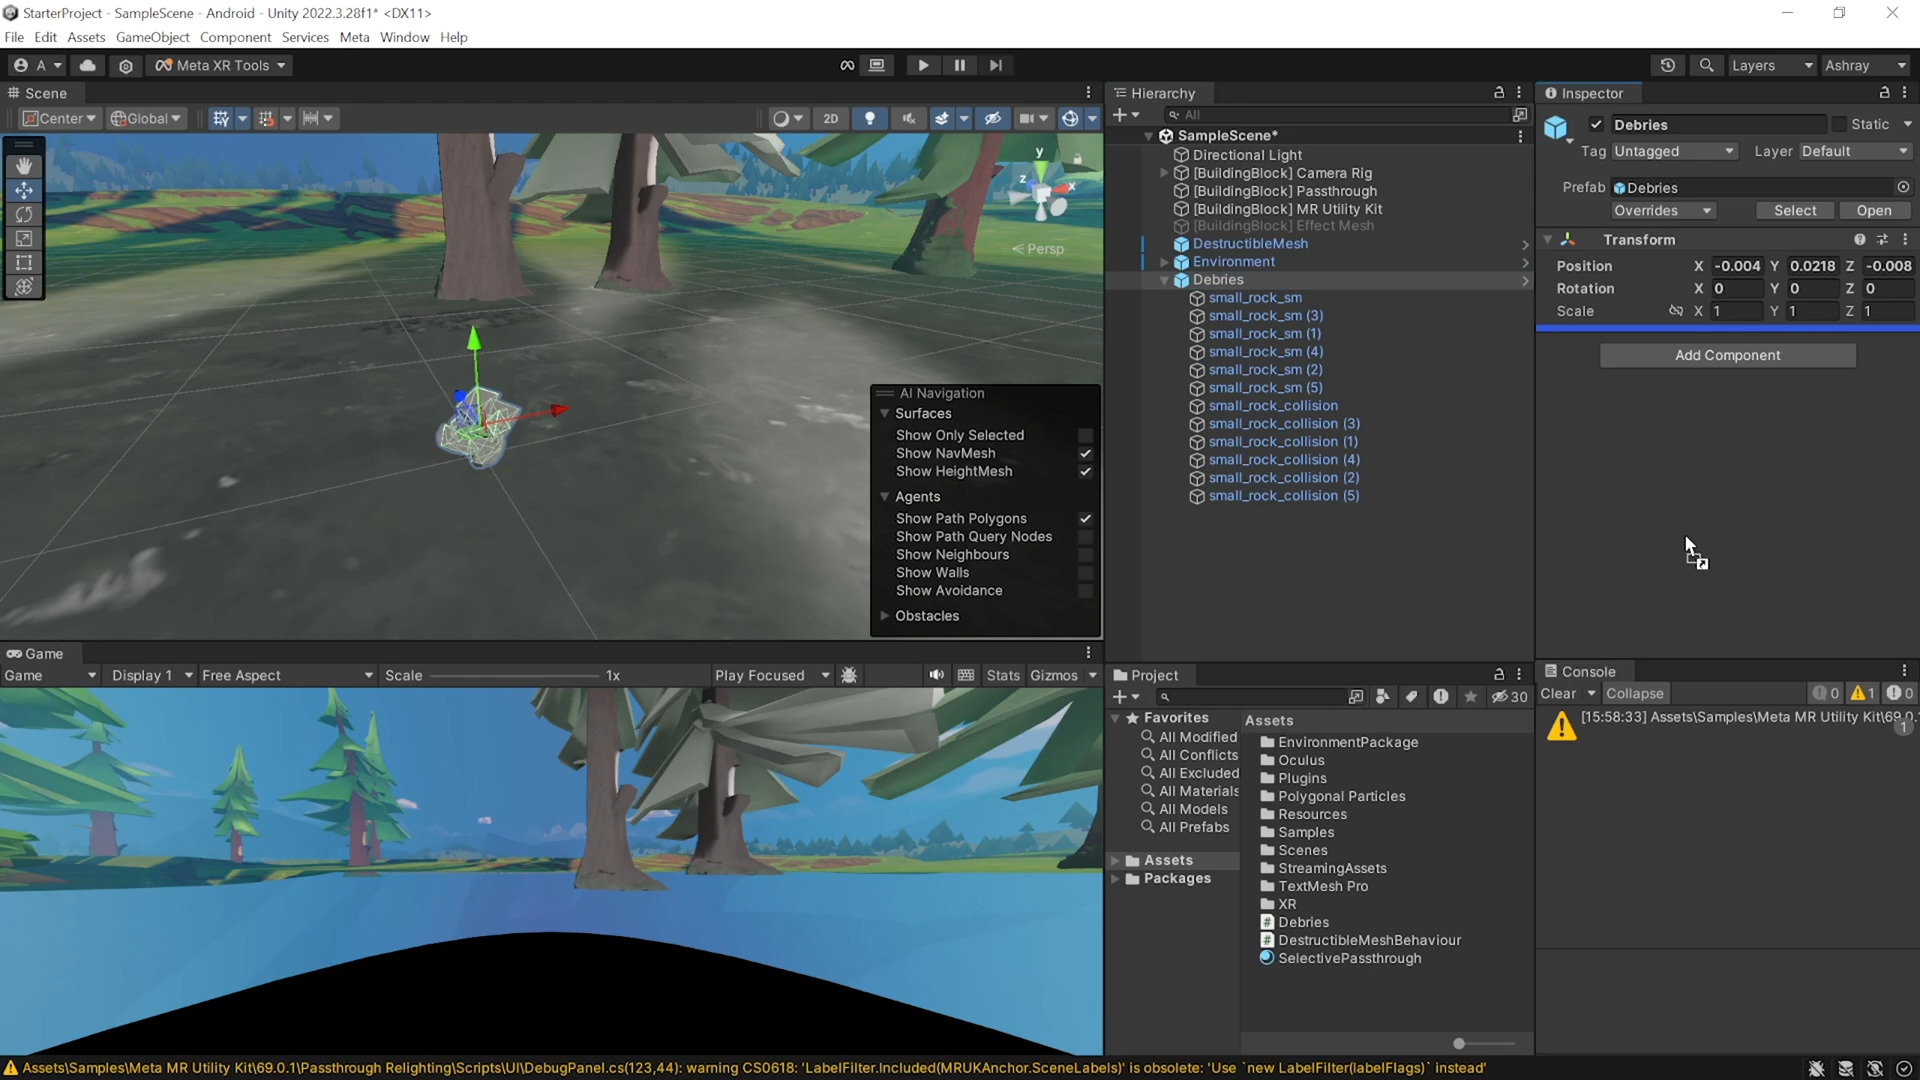 StarterProject - SampleScene - Android - Unity 2022.3.28f1* <DX11>
File Edit Assets GameObject Component Services Jobs Meta Window Help
A Meta XR Tools Layers Ashray
Scene
Center Global 2D
y
z x
Persp
AI Navigation
Surfaces
Show Only Selected
Show NavMesh
Show HeightMesh
Agents
Show Path Polygons
Show Path Query Nodes
Show Neighbours
Show Walls
Show Avoidance
Obstacles
Game
Game Display 1 Free Aspect Scale 1x Play Focused Stats Gizmos
Hierarchy
All
SampleScene*
Directional Light
[BuildingBlock] Camera Rig
[BuildingBlock] Passthrough
[BuildingBlock] MR Utility Kit
[BuildingBlock] Effect Mesh
DestructibleMesh
Environment
Debries
small_rock_sm
small_rock_sm (3)
small_rock_sm (1)
small_rock_sm (4)
small_rock_sm (2)
small_rock_sm (5)
small_rock_collision
small_rock_collision (3)
small_rock_collision (1)
small_rock_collision (4)
small_rock_collision (2)
small_rock_collision (5)
Project
30
Favorites
All Modified
All Conflicts
All Excluded
All Materials
All Models
All Prefabs
Assets
Packages
Assets
EnvironmentPackage
Oculus
Plugins
Polygonal Particles
Resources
Samples
Scenes
StreamingAssets
TextMesh Pro
XR
Debries
DestructibleMeshBehaviour
SelectivePassthrough
Inspector
Debries Static
Tag Untagged Layer Default
Prefab Debries
Overrides Select Open
Transform
Position X -0.004 Y 0.0218 Z -0.008
Rotation X 0 Y 0 Z 0
Scale X 1 Y 1 Z 1
Add Component
Console
Clear Collapse 0 1 0
[15:58:33] Assets\Samples\Meta MR Utility Kit\69.0.
1
Assets\Samples\Meta MR Utility Kit\69.0.1\Passthrough Relighting\Scripts\UI\DebugPanel.cs(123,44): warning CS0618: 'LabelFilter.Included(MRUKAnchor.SceneLabels)' is obsolete: 'Use `new LabelFilter(labelFlags)` instead'